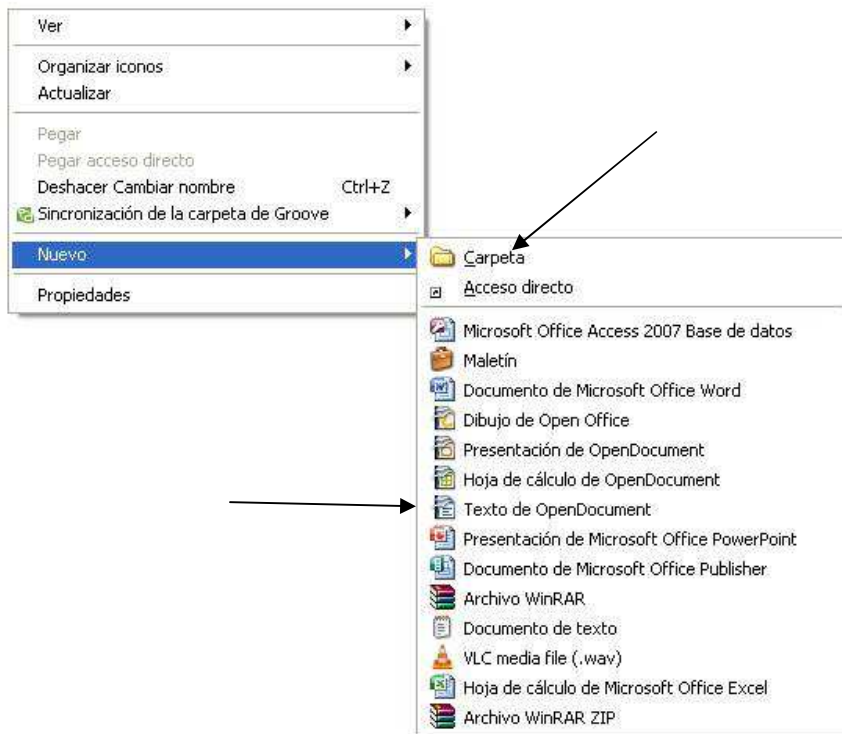 Ver
Organizar iconos
Actualizar
Pegar
Pegar acceso directo
Deshacer Cambiar nombre Ctrl+Z
Sincronización de la carpeta de Groove
Nuevo
Propiedades
Carpeta
Acceso directo
Microsoft Office Access 2007 Base de datos
Maletín
Documento de Microsoft Office Word
Dibujo de Open Office
Presentación de OpenDocument
Hoja de cálculo de OpenDocument
Texto de OpenDocument
Presentación de Microsoft Office PowerPoint
Documento de Microsoft Office Publisher
Archivo WinRAR
Documento de texto
VLC media file (.wav)
Hoja de cálculo de Microsoft Office Excel
Archivo WinRAR ZIP